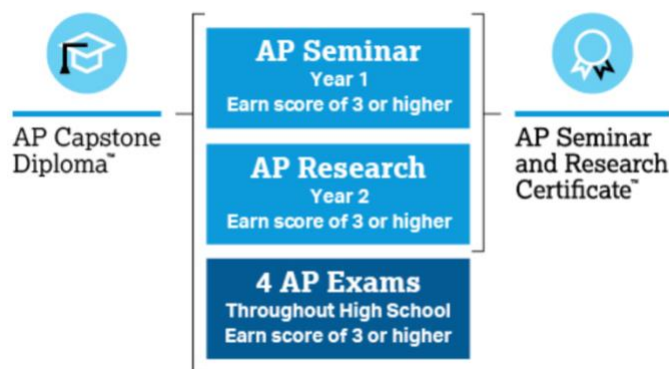 AP Capstone
Diploma™
AP Seminar
Year 1
Earn score of 3 or higher
AP Research
Year 2
Earn score of 3 or higher
4 AP Exams
Throughout High School
Earn score of 3 or higher
AP Seminar
and Research
Certificate™